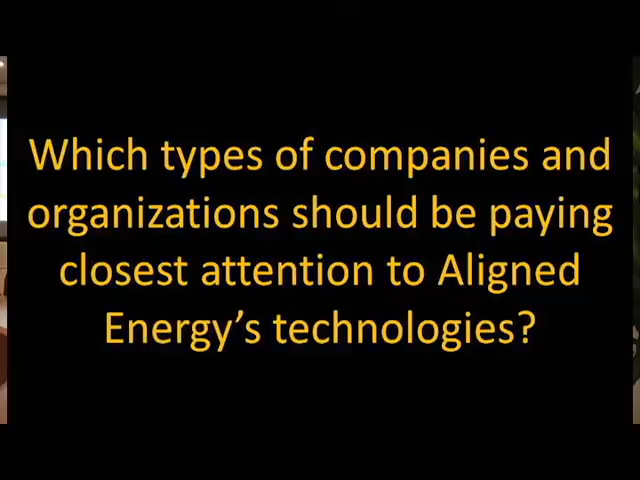 Which types of companies and
organizations should be paying
closest attention to Aligned
Energy’s technologies?